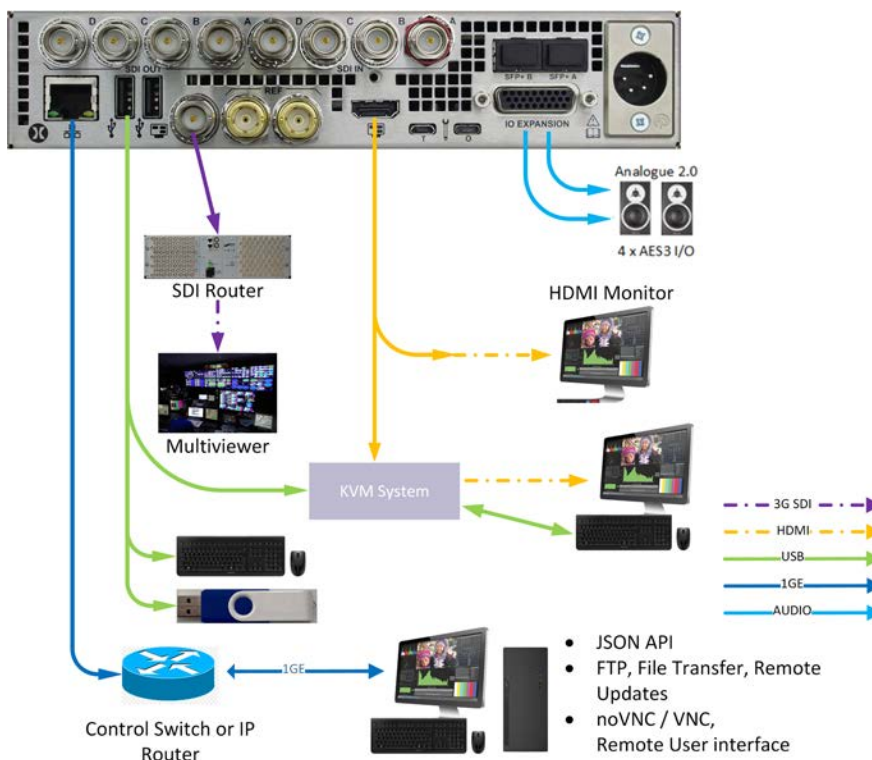 D C B A D C B A
SDI OUT SDI IN
REF
SFP+ B SFP+ A
T O
IO EXPANSION
Analogue 2.0
4 x AES3 I/O
SDI Router
HDMI Monitor
Multiviewer
KVM System
3G SDI
HDMI
USB
1GE
AUDIO
1GE
Control Switch or IP
Router
• JSON API
• FTP, File Transfer, Remote
Updates
• noVNC / VNC,
Remote User interface